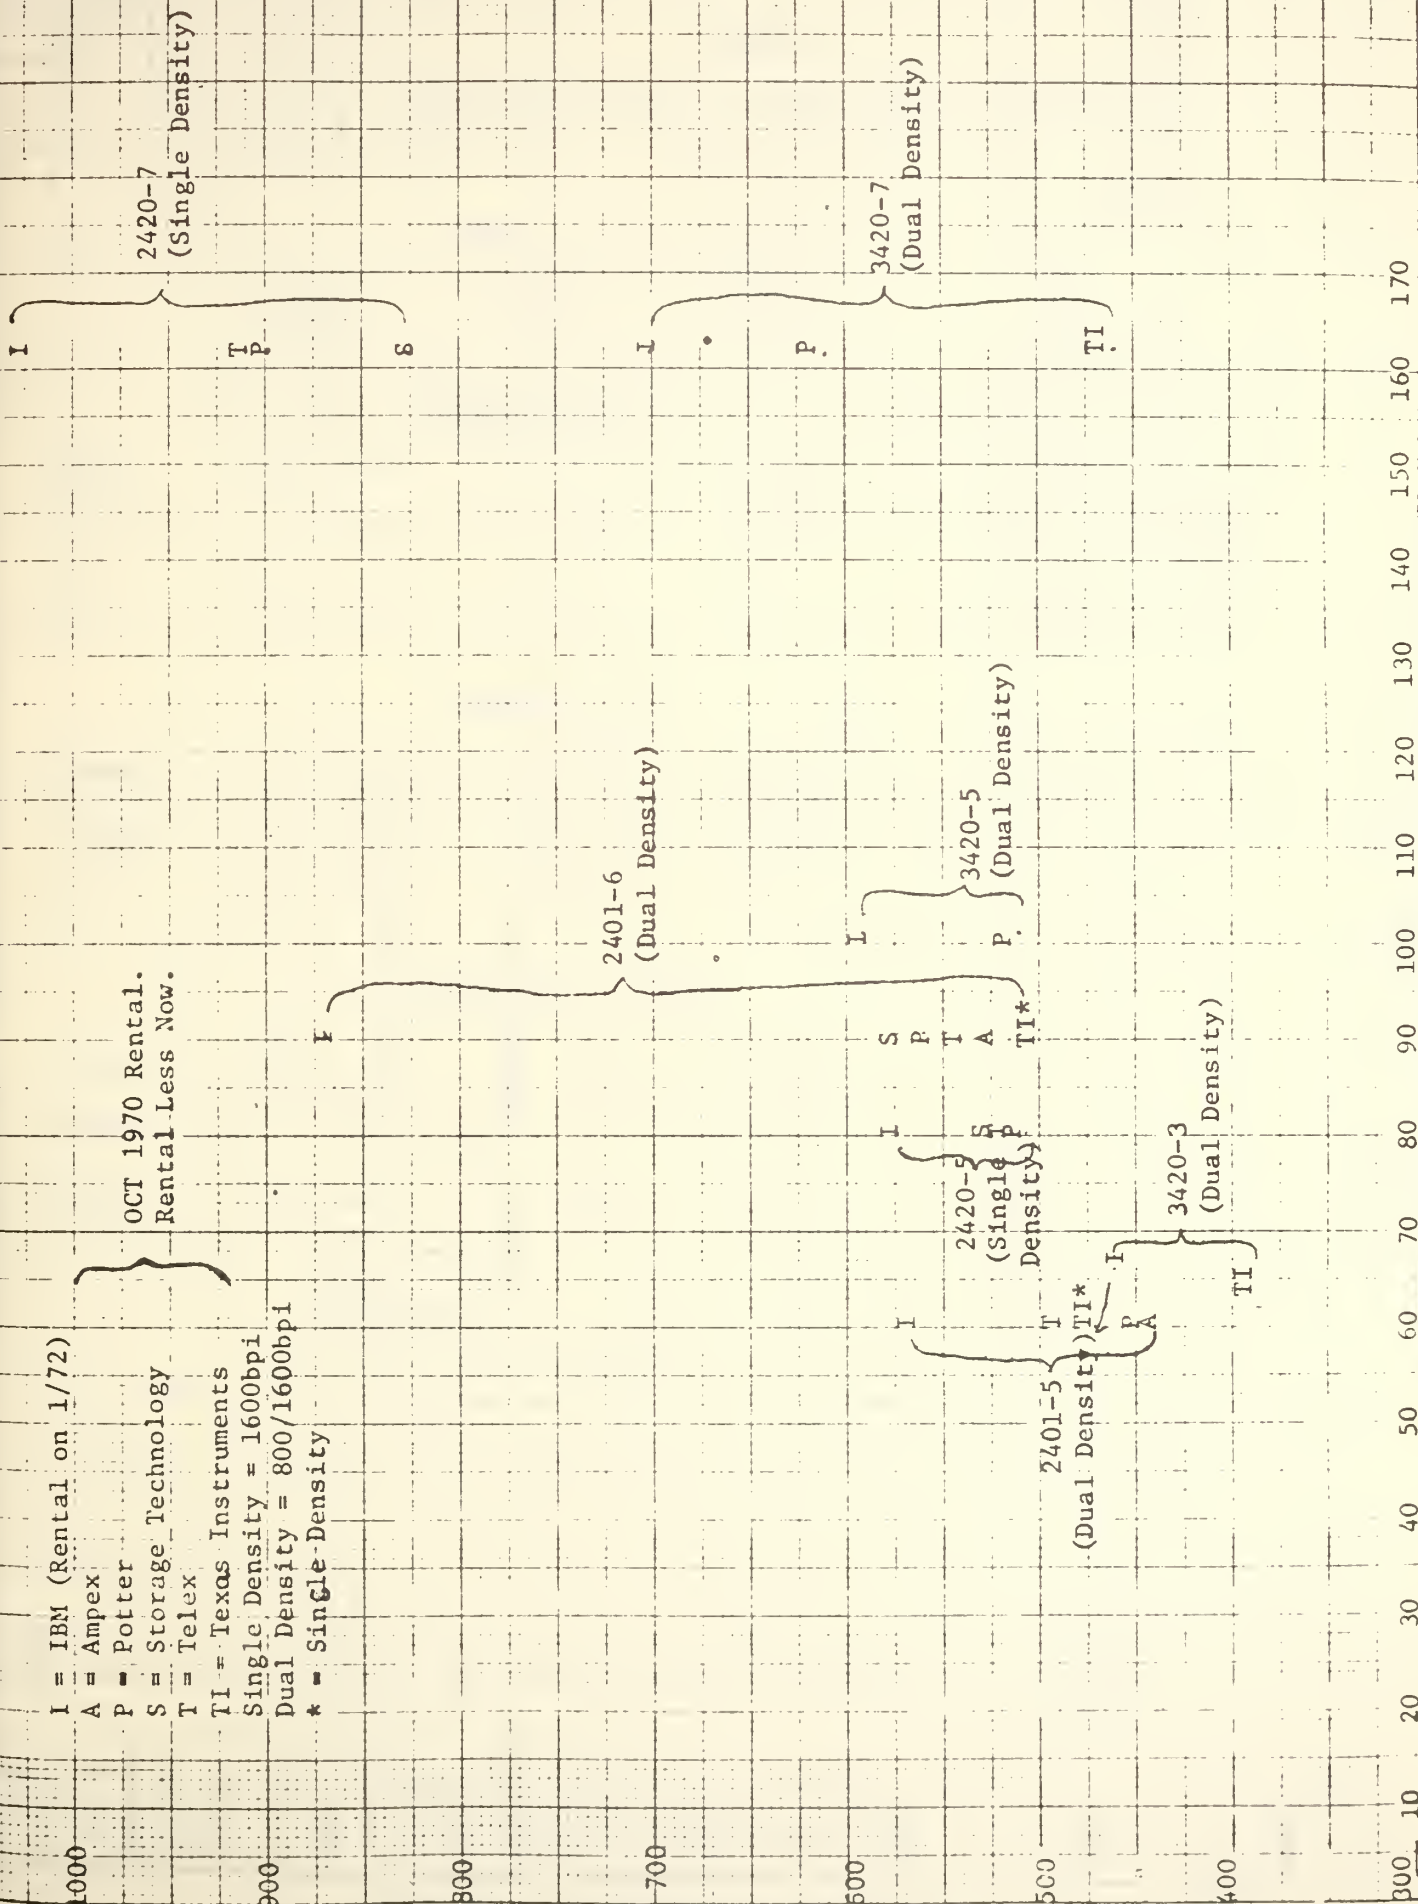 I = IBM (Rental on 1/72)
A = Ampex
P = Potter
S = Storage Technology
T = Telex
TI = Texas Instruments
Single Density = 1600bpi
Dual Density = 800/1600bpi
* = Single Density
OCT 1970 Rental.
Rental Less Now.
2420-7
(Single Density)
I
T
P
S
3420-7
(Dual Density)
I
P
TI
2401-6
(Dual Density)
I
S
P
T
A
TI*
3420-5
(Dual Density)
I
P
2420-5
(Single
Density)
I
S
T
P
3420-3
(Dual Density)
I
TI
2401-5
(Dual Density)
I
T
TI*
P
A
1000
900
800
700
600
500
400
300
10 20 30 40 50 60 70 80 90 100 110 120 130 140 150 160 170